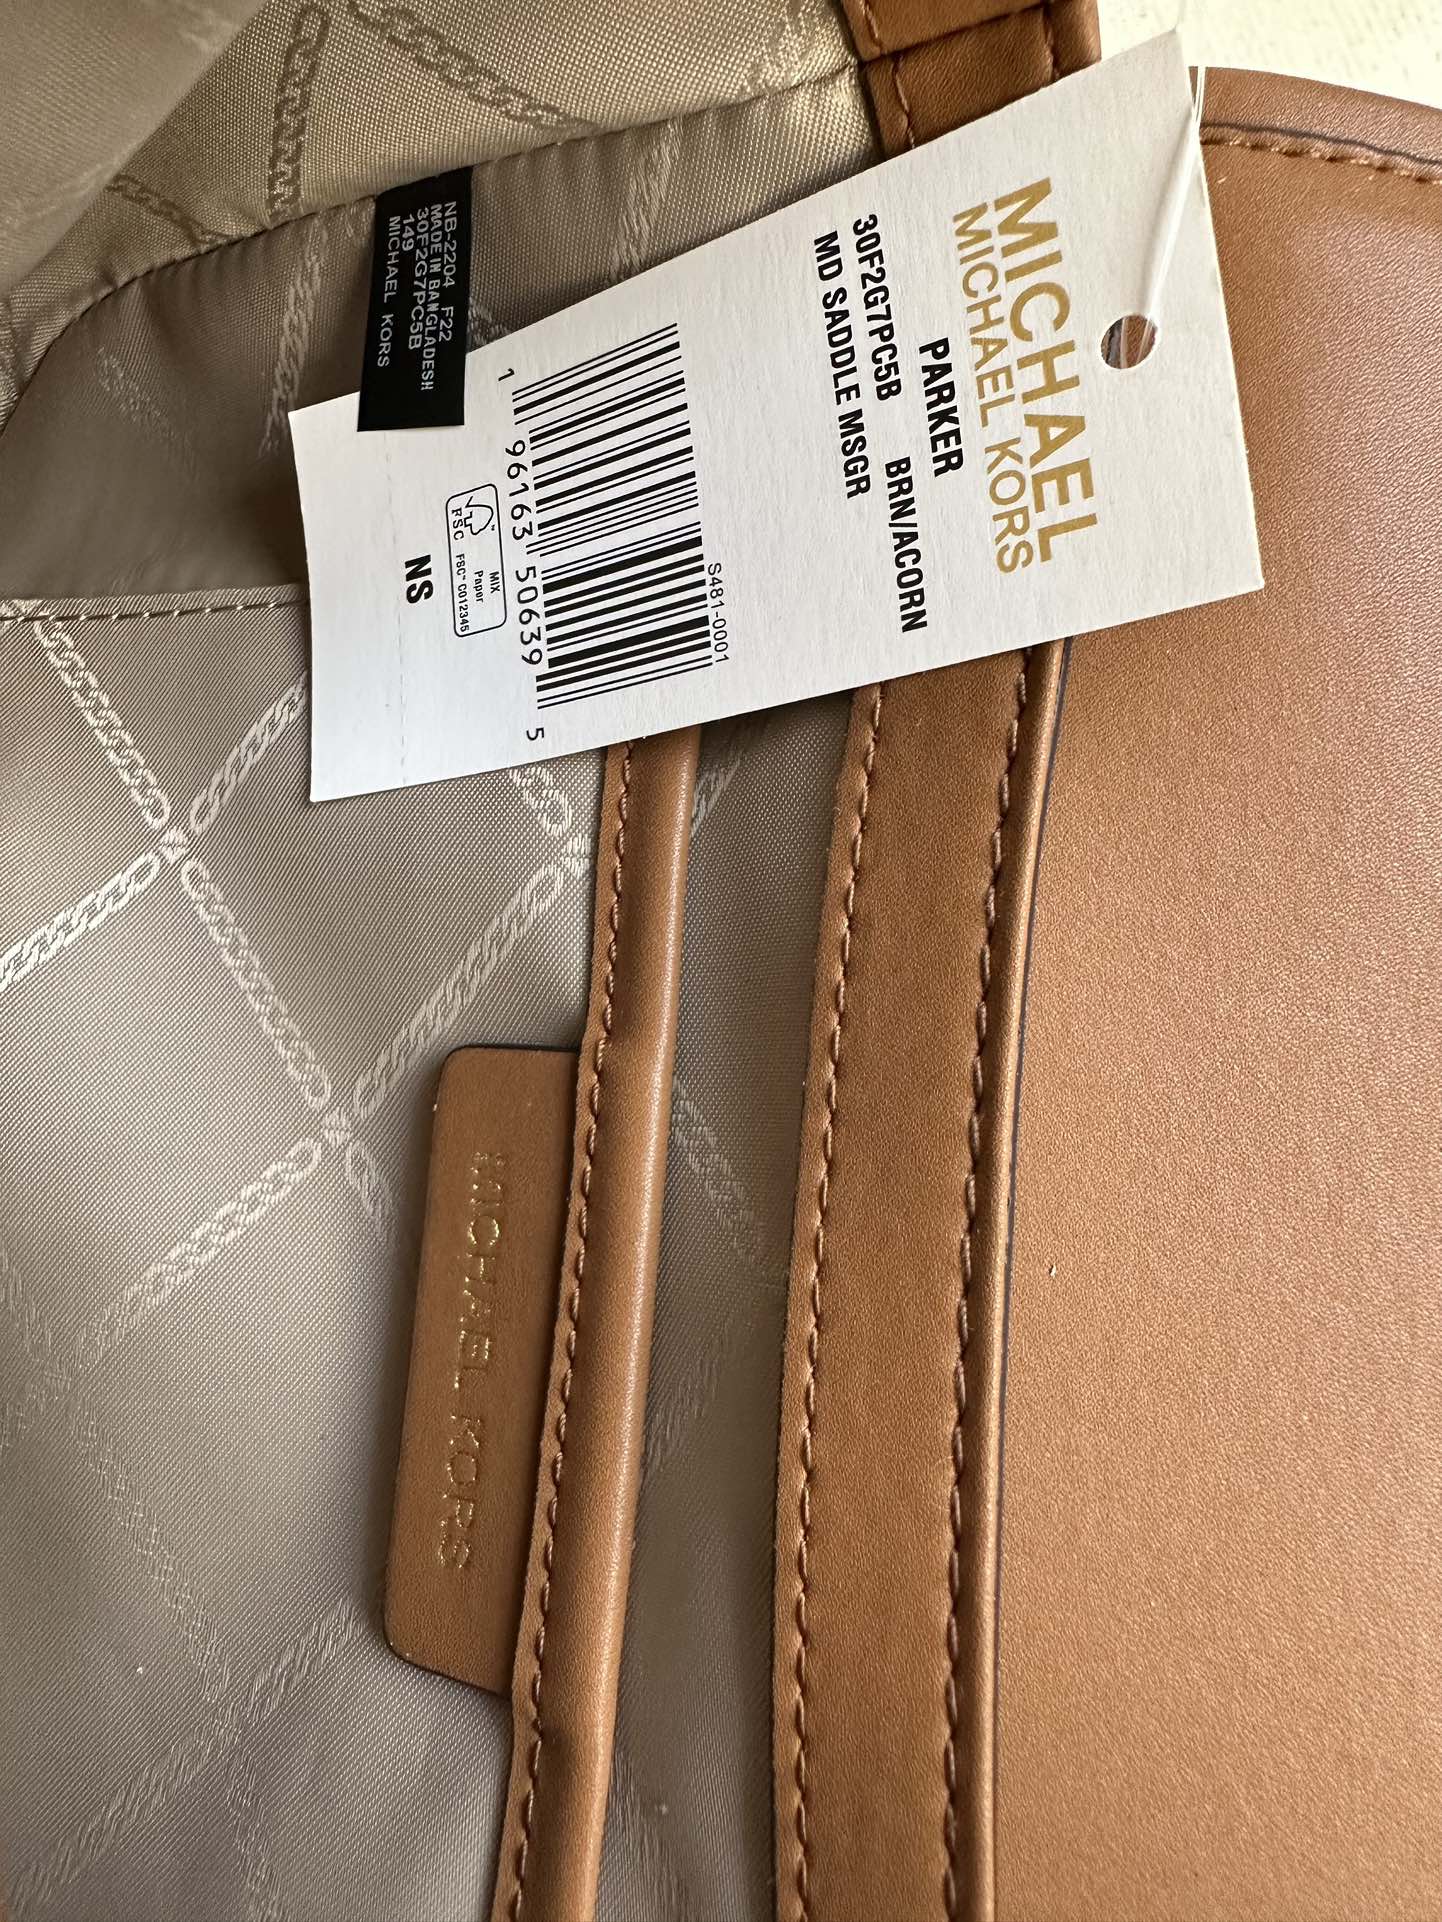 MICHAEL
MICHAEL KORS
PARKER
30F2G7PC5B BRN/ACORN
MD SADDLE MSGR
S481-0001
1 96163 50639 5
FSC
MIX
Paper
FSC™ C012345
NS
NB-2204 F22
MADE IN BANGLADESH
30F2G7PC5B
149
MICHAEL KORS
MICHAEL KORS